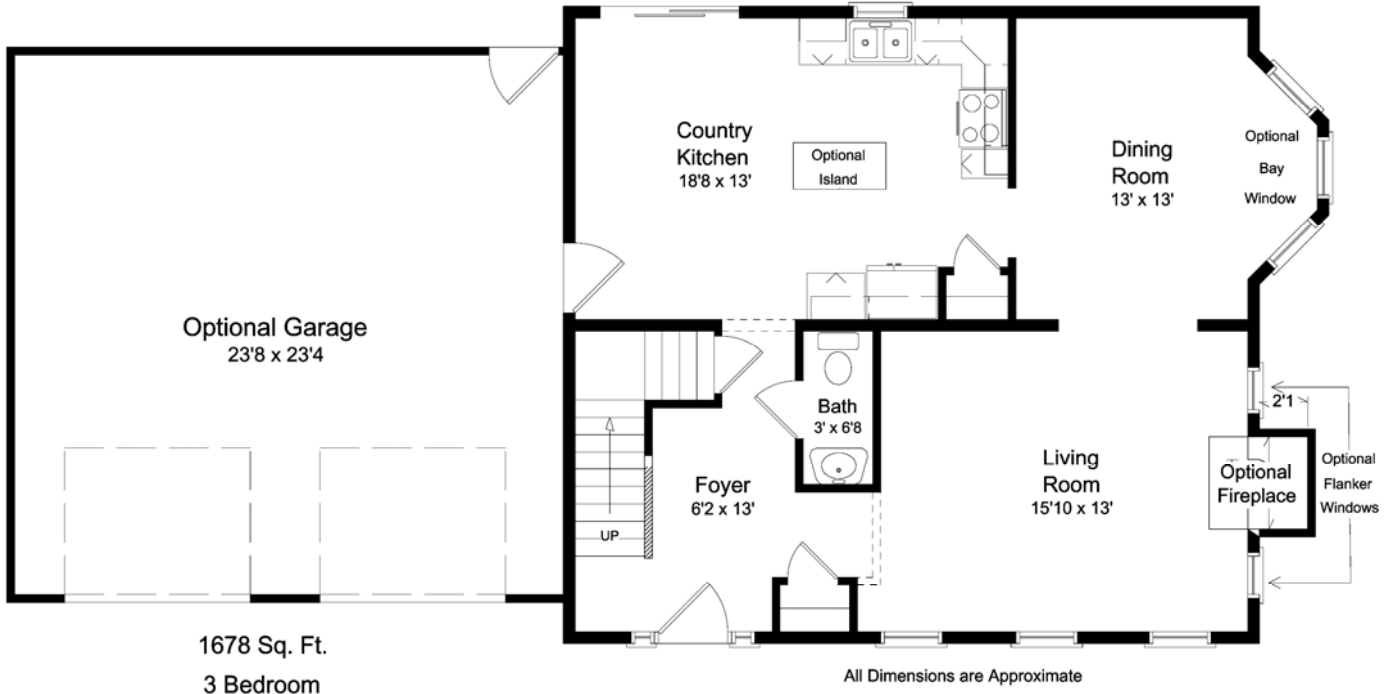 Country
Kitchen
18'8 x 13'
Optional
Island
Dining
Room
13' x 13'
Optional
Bay
Window
Optional Garage
23'8 x 23'4
Bath
3' x 6'8
2'1
Foyer
6'2 x 13'
UP
Living
Room
15'10 x 13'
Optional
Fireplace
Optional
Flanker
Windows
1678 Sq. Ft.
3 Bedroom
All Dimensions are Approximate